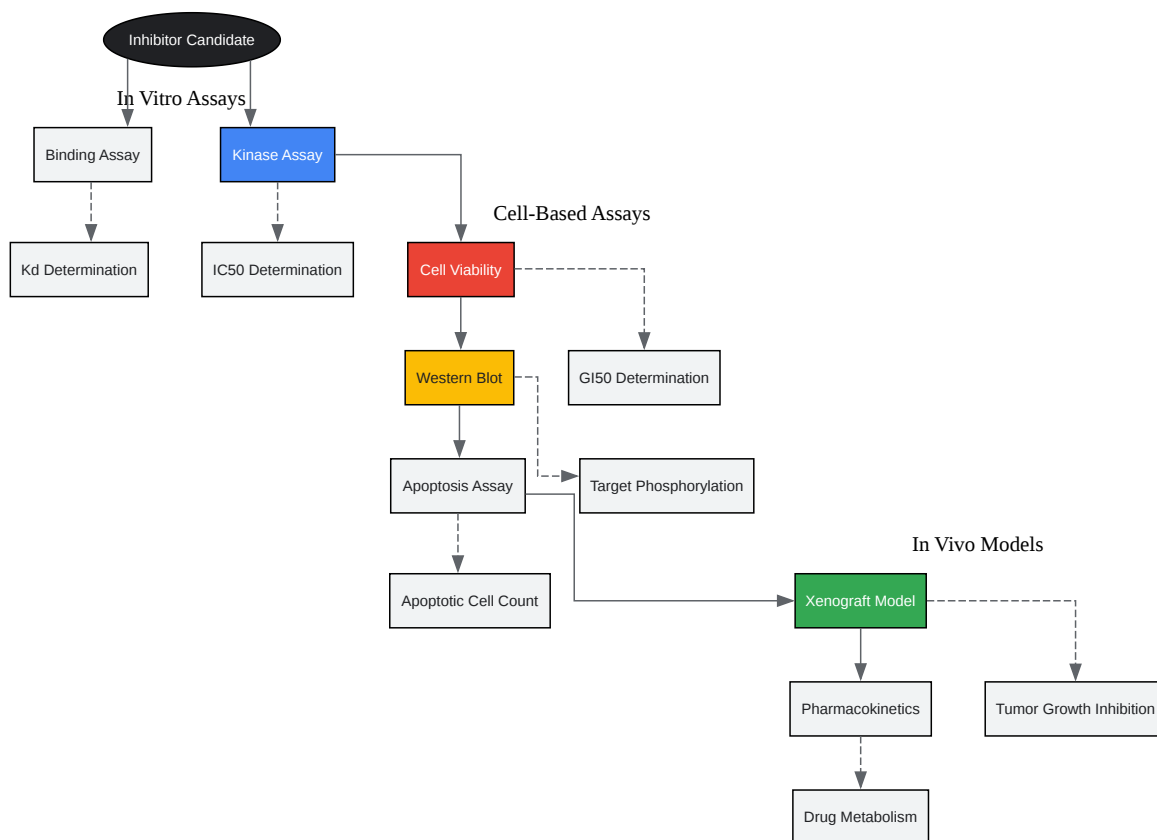 Inhibitor Candidate
In Vitro Assays
Binding Assay
Kinase Assay
Cell-Based Assays
Kd Determination
IC50 Determination
Cell Viability
Western Blot
GI50 Determination
Apoptosis Assay
Target Phosphorylation
In Vivo Models
Apoptotic Cell Count
Xenograft Model
Pharmacokinetics
Tumor Growth Inhibition
Drug Metabolism